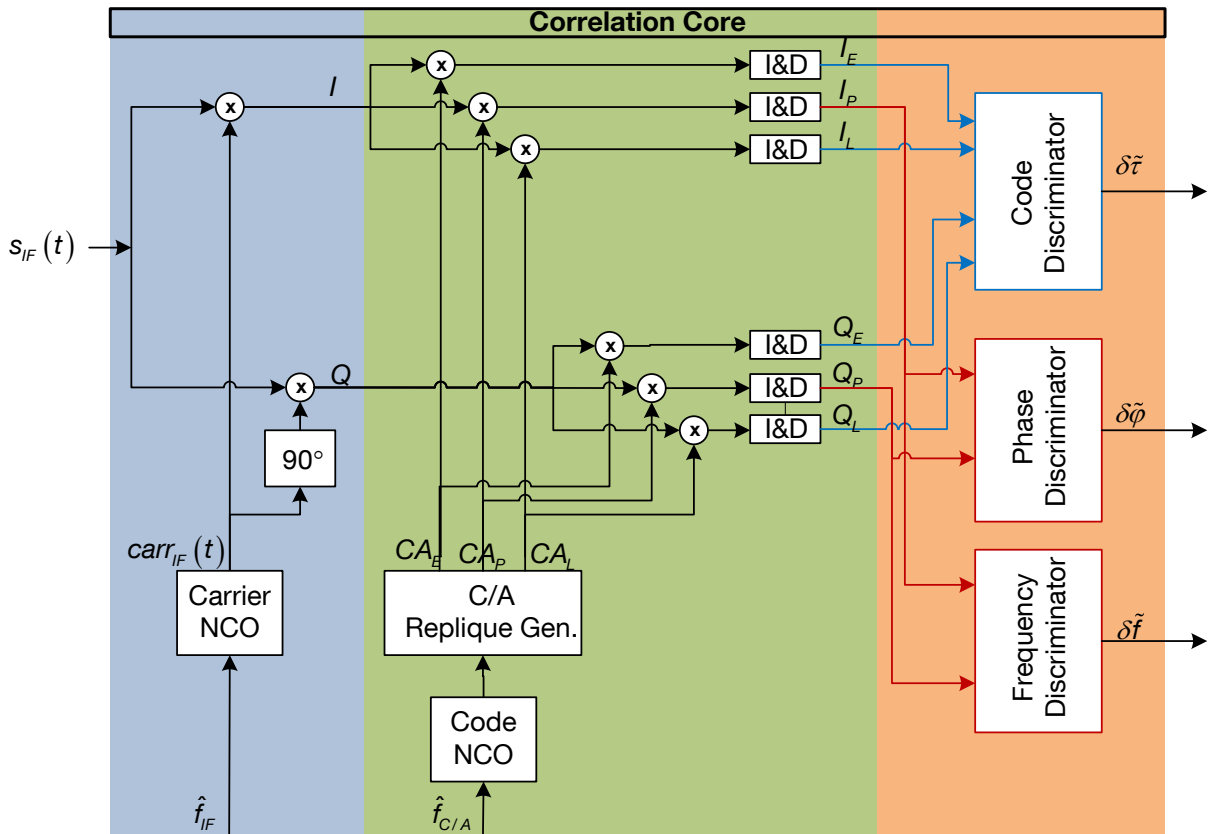 Correlation Core
I
x
I&D
I_E
x
x
I&D
I_P
x
I&D
I_L
Code
Discriminator
δτ̃
s_IF (t)
x
I&D
Q_E
x
Q
x
I&D
Q_P
x
I&D
Q_L
90°
Phase
Discriminator
δφ̃
carr_IF (t)
CA_E
CA_P
CA_L
Carrier
NCO
C/A
Replique Gen.
Frequency
Discriminator
δf̃
Code
NCO
f̂_IF
f̂_C/A